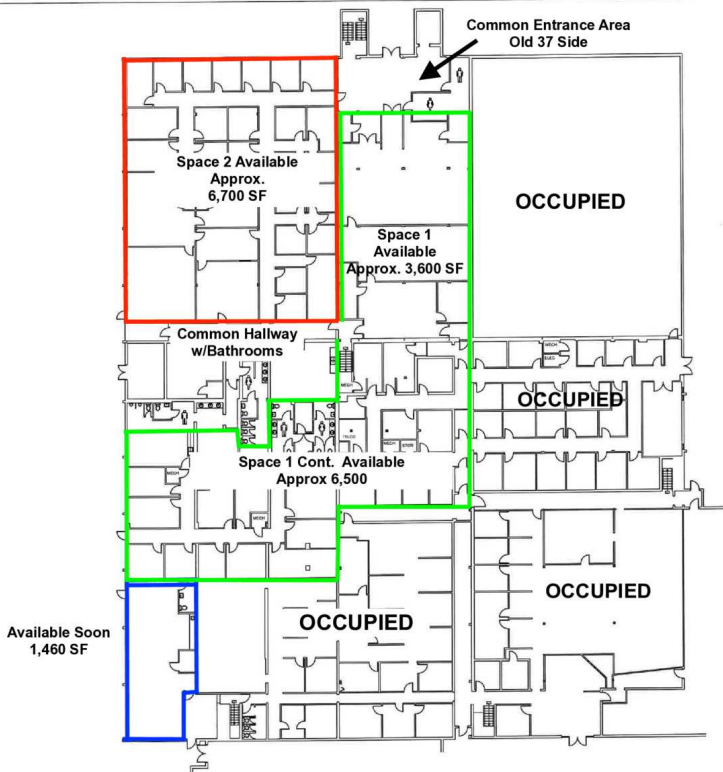 Common Entrance Area
Old 37 Side
Space 2 Available
Approx.
6,700 SF
OCCUPIED
Space 1
Available
Approx. 3,600 SF
Common Hallway
w/Bathrooms
MECH
ELEC
MECH
OCCUPIED
TELCO
MECH
STOR
Space 1 Cont. Available
Approx 6,500
MECH
MECH
OCCUPIED
OCCUPIED
Available Soon
1,460 SF